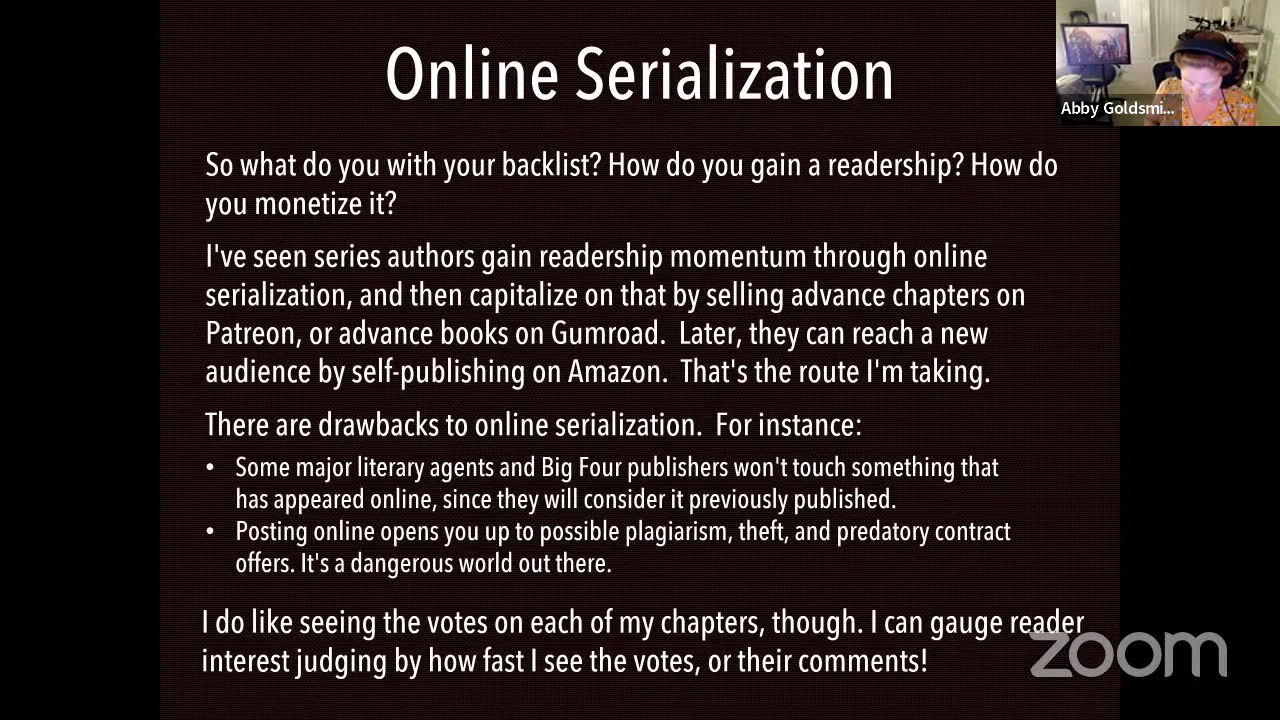 Online Serialization
Abby Goldsmi...
So what do you with your backlist? How do you gain a readership? How do
you monetize it?
I've seen series authors gain readership momentum through online
serialization, and then capitalize on that by selling advance chapters on
Patreon, or advance books on Gumroad. Later, they can reach a new
audience by self-publishing on Amazon. That's the route I'm taking.
There are drawbacks to online serialization. For instance:
• Some major literary agents and Big Four publishers won't touch something that
has appeared online, since they will consider it previously published.
• Posting online opens you up to possible plagiarism, theft, and predatory contract
offers. It's a dangerous world out there.
I do like seeing the votes on each of my chapters, though. I can gauge reader
interest judging by how fast I see the votes, or their comments!
zoom